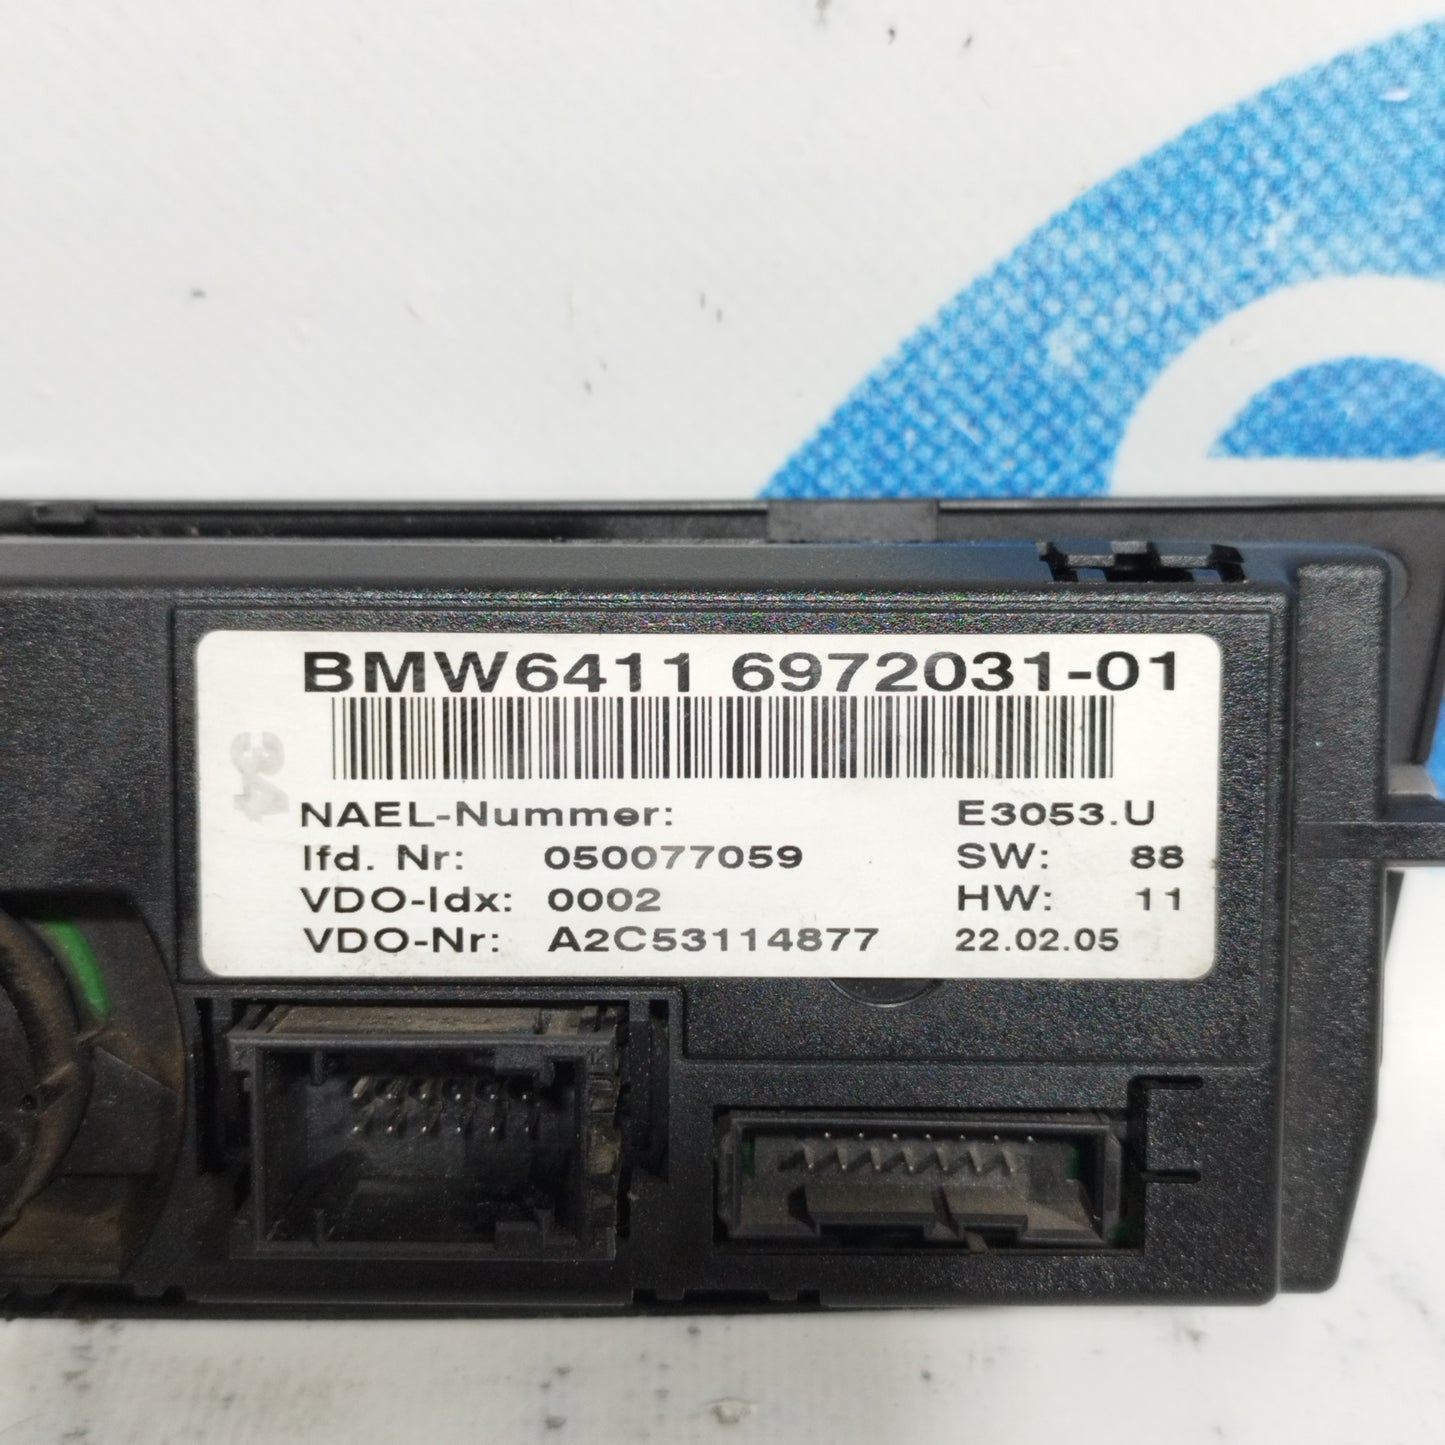 BMW6411 6972031-01
34
NAEL-Nummer: E3053.U
lfd. Nr: 050077059 SW: 88
VDO-Idx: 0002 HW: 11
VDO-Nr: A2C53114877 22.02.05